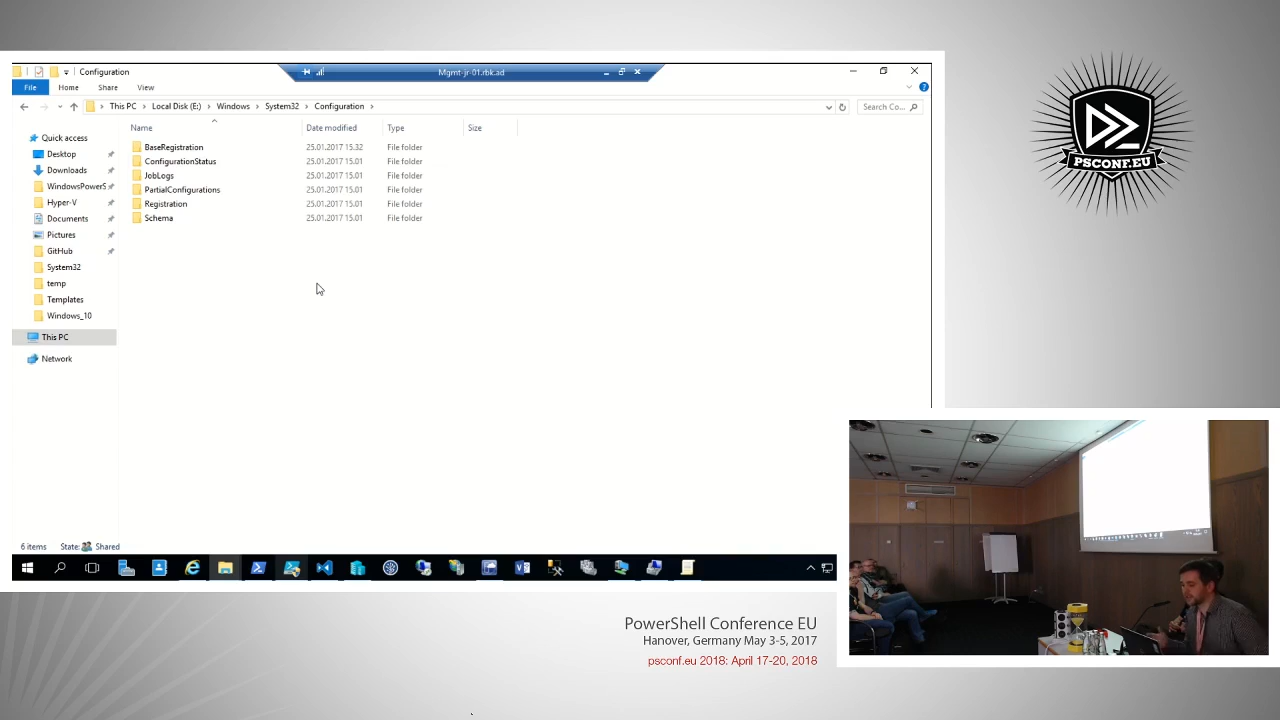 Configuration
Mgmt-jr-01.rbk.ad
File
Home
Share
View
This PC
Local Disk (E:)
Windows
System32
Configuration
Search Co...
Name
Date modified
Type
Size
Quick access
Desktop
Downloads
WindowsPowerS
Hyper-V
Documents
Pictures
GitHub
System32
temp
Templates
Windows_10
This PC
Network
BaseRegistration 25.01.2017 15.32 File folder
ConfigurationStatus 25.01.2017 15.01 File folder
JobLogs 25.01.2017 15.01 File folder
PartialConfigurations 25.01.2017 15.01 File folder
Registration 25.01.2017 15.01 File folder
Schema 25.01.2017 15.01 File folder
6 items State: Shared
PSCONF.EU
PowerShell Conference EU
Hanover, Germany May 3-5, 2017
psconf.eu 2018: April 17-20, 2018